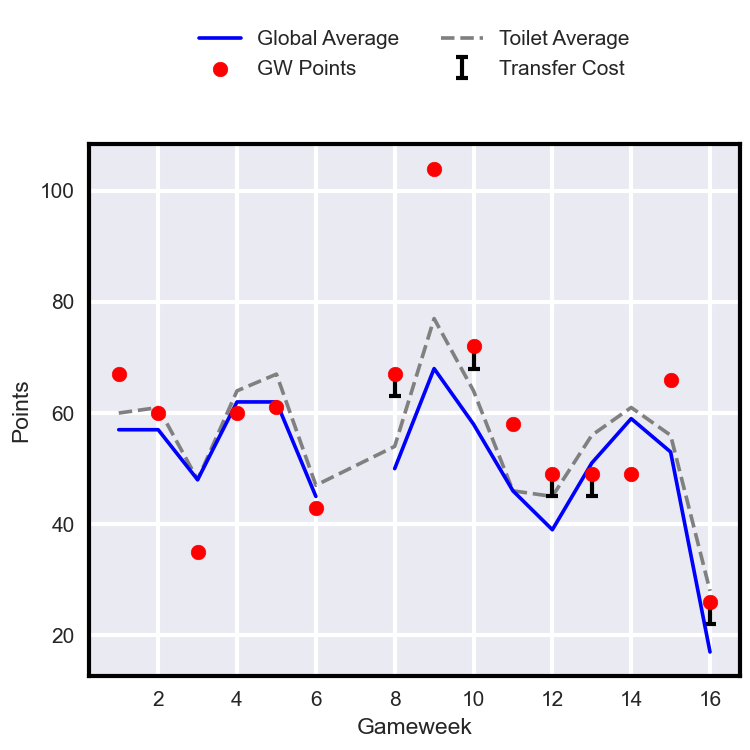 Global Average
Toilet Average
GW Points
Transfer Cost
Points
100
80
60
40
20
2 4 6 8 10 12 14 16
Gameweek